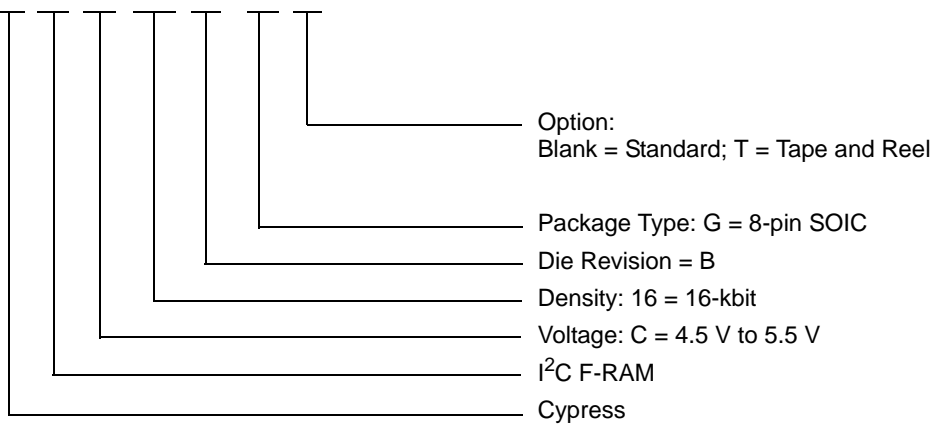 Option:
Blank = Standard; T = Tape and Reel
Package Type: G = 8-pin SOIC
Die Revision = B
Density: 16 = 16-kbit
Voltage: C = 4.5 V to 5.5 V
I²C F-RAM
Cypress